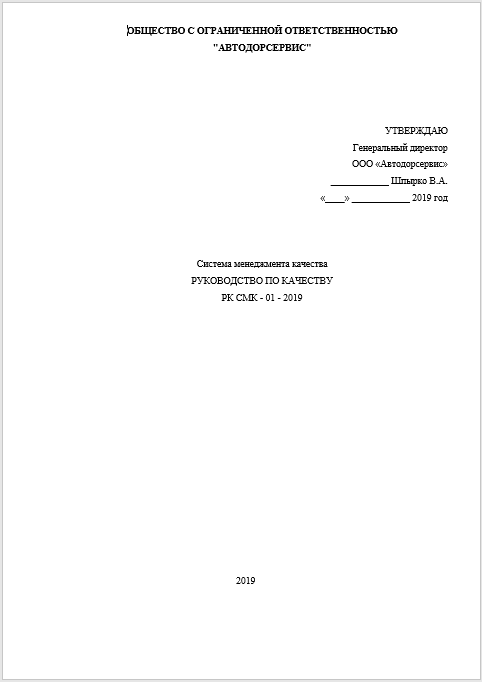 ОБЩЕСТВО С ОГРАНИЧЕННОЙ ОТВЕТСТВЕННОСТЬЮ
"АВТОДОРСЕРВИС"
УТВЕРЖДАЮ
Генеральный директор
ООО «Автодорсервис»
____________ Шпырко В.А.
«____» ____________ 2019 год
Система менеджмента качества
РУКОВОДСТВО ПО КАЧЕСТВУ
РК СМК - 01 - 2019
2019